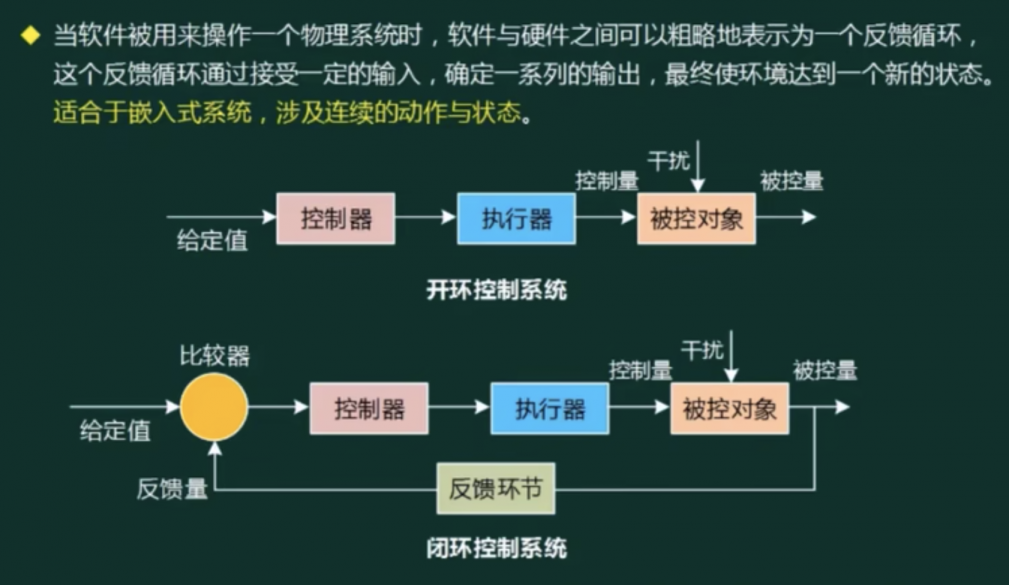 当软件被用来操作一个物理系统时，软件与硬件之间可以粗略地表示为一个反馈循环，
这个反馈循环通过接受一定的输入，确定一系列的输出，最终使环境达到一个新的状态。
适合于嵌入式系统，涉及连续的动作与状态。
干扰
控制量
被控量
给定值
控制器
执行器
被控对象
开环控制系统
比较器
干扰
控制量
被控量
给定值
控制器
执行器
被控对象
反馈量
反馈环节
闭环控制系统